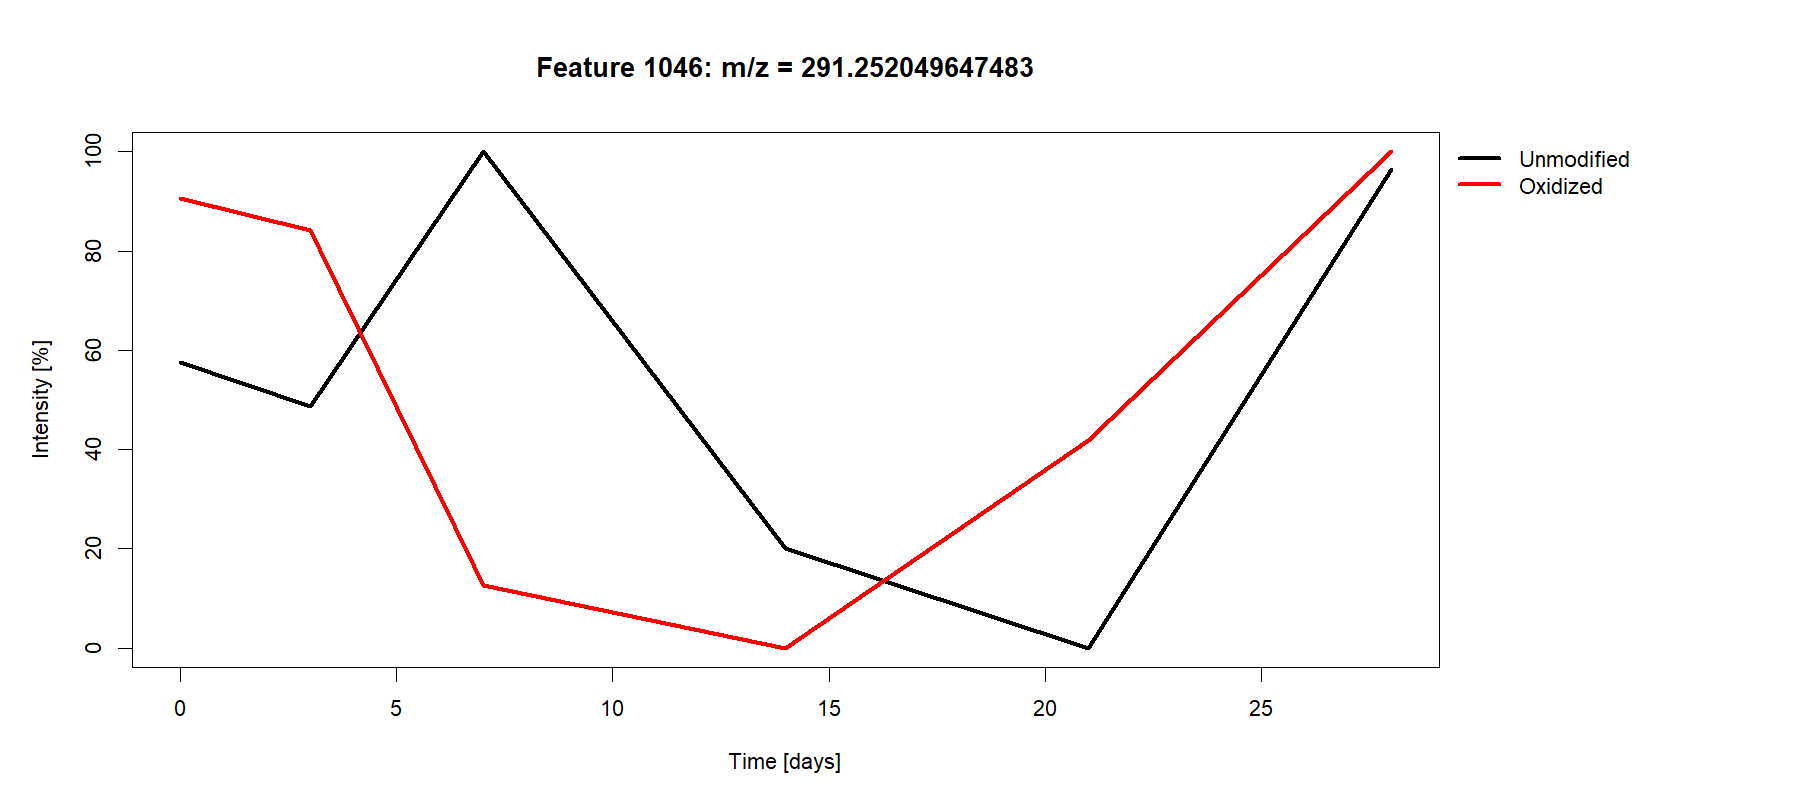 Feature 1046: m/z = 291.252049647483
Unmodified
Oxidized
Intensity [%]
100
80
60
40
20
0
0 5 10 15 20 25
Time [days]